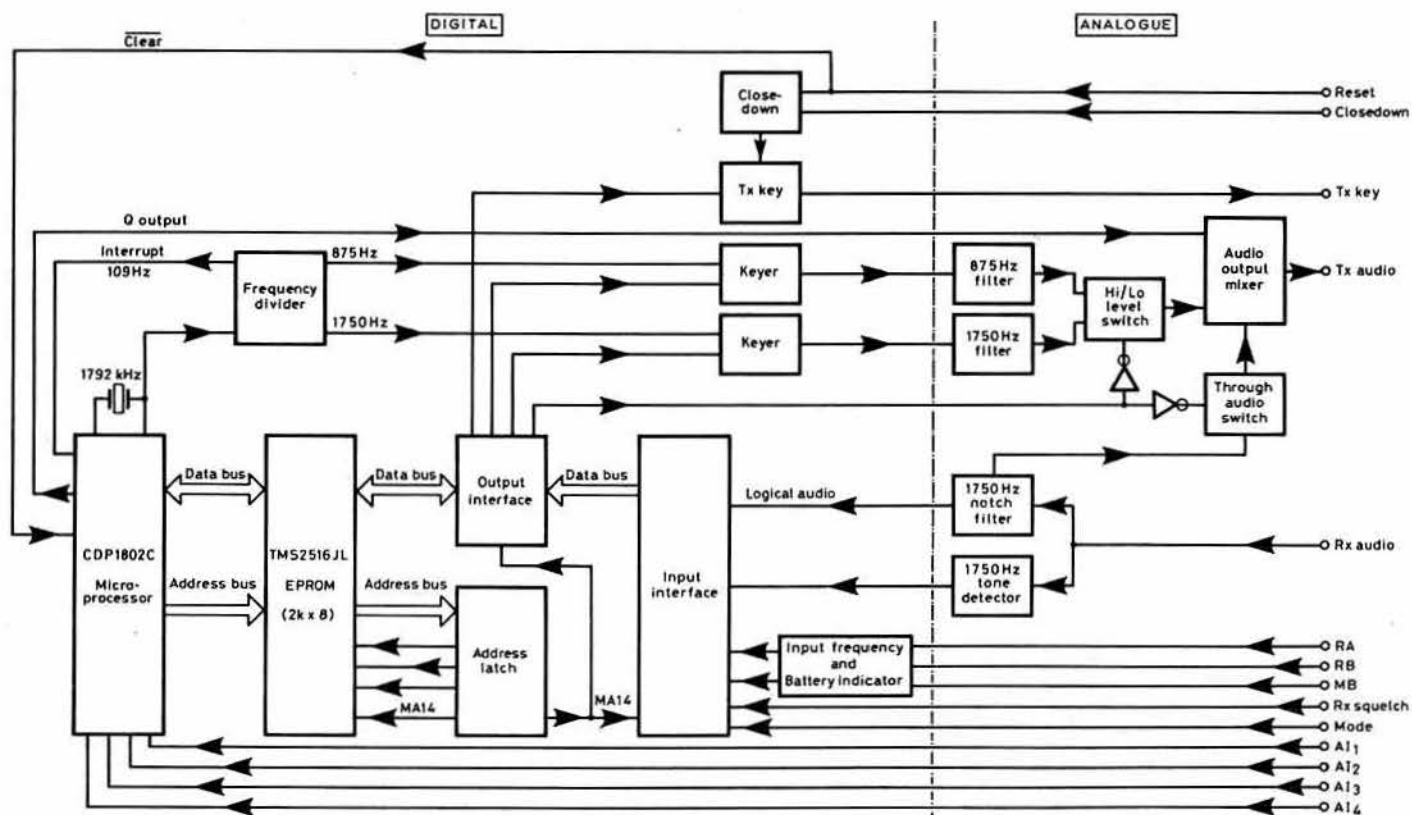 DIGITAL
ANALOGUE
Clear
Close-
down
Reset
Closedown
Tx key
Tx key
Q output
Interrupt
109Hz
Frequency
divider
875Hz
1750Hz
Keyer
Keyer
875Hz
filter
1750Hz
filter
Hi/Lo
level
switch
Audio
output
mixer
Tx audio
1792 kHz
Through
audio
switch
CDP1802C
Micro-
processor
Data bus
Address bus
TMS2516JL
EPROM
(2k x 8)
Data bus
Address bus
Output
interface
Data bus
Address
latch
MA14
MA14
Input
interface
Logical audio
1750Hz
notch
filter
1750Hz
tone
detector
Rx audio
Input frequency
and
Battery indicator
RA
RB
MB
Rx squelch
Mode
AI1
AI2
AI3
AI4